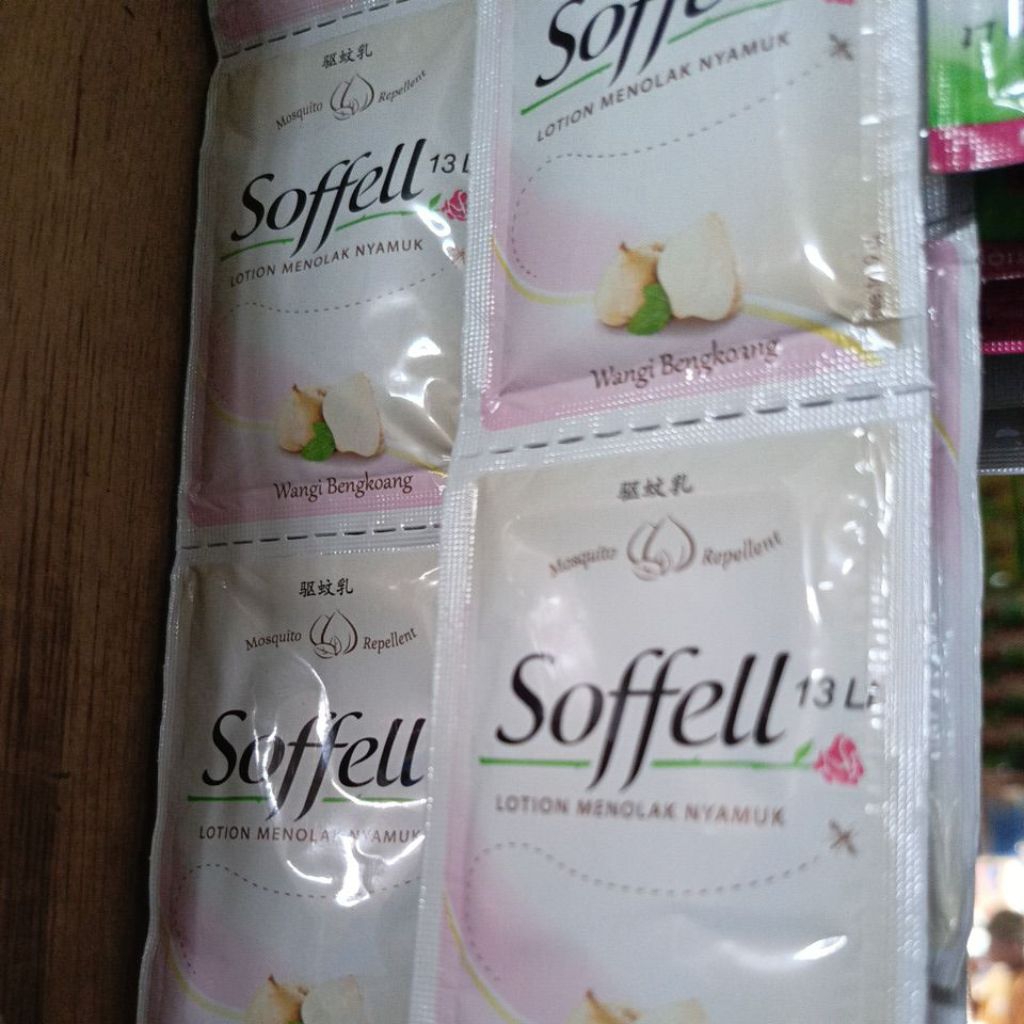 驱蚊乳
Mosquito Repellent
Soffell
13
LOTION MENOLAK NYAMUK
Wangi Bengkoang
驱蚊乳
Mosquito Repellent
Soffell
LOTION MENOLAK NYAMUK
Soffell
LOTION MENOLAK NYAMUK
Wangi Bengkoang
驱蚊乳
Mosquito Repellent
Soffell
13
LOTION MENOLAK NYAMUK